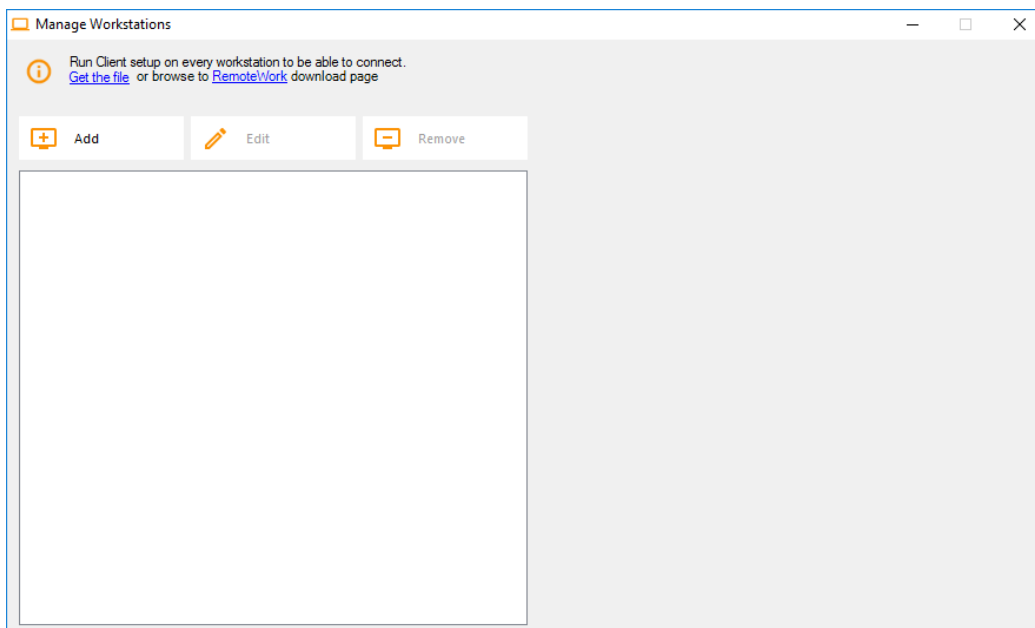 Manage Workstations
Run Client setup on every workstation to be able to connect.
Get the file or browse to RemoteWork download page
Add Edit Remove